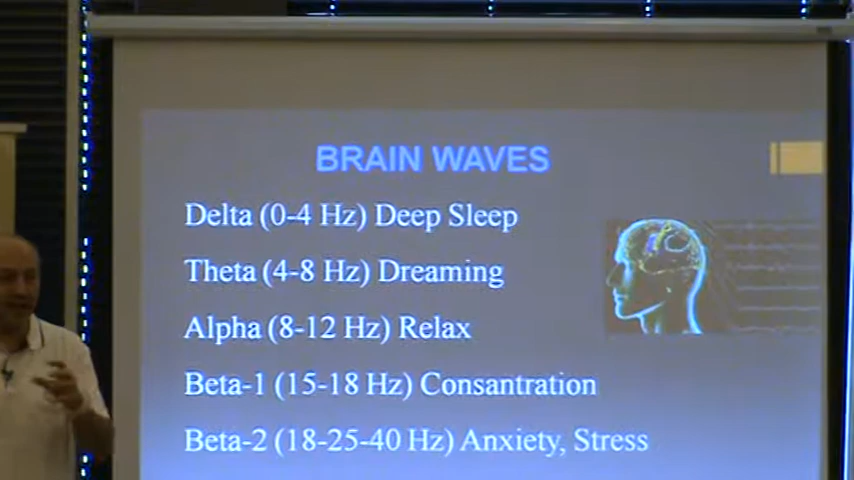 BRAIN WAVES
Delta (0-4 Hz) Deep Sleep
Theta (4-8 Hz) Dreaming
Alpha (8-12 Hz) Relax
Beta-1 (15-18 Hz) Consantration
Beta-2 (18-25-40 Hz) Anxiety, Stress